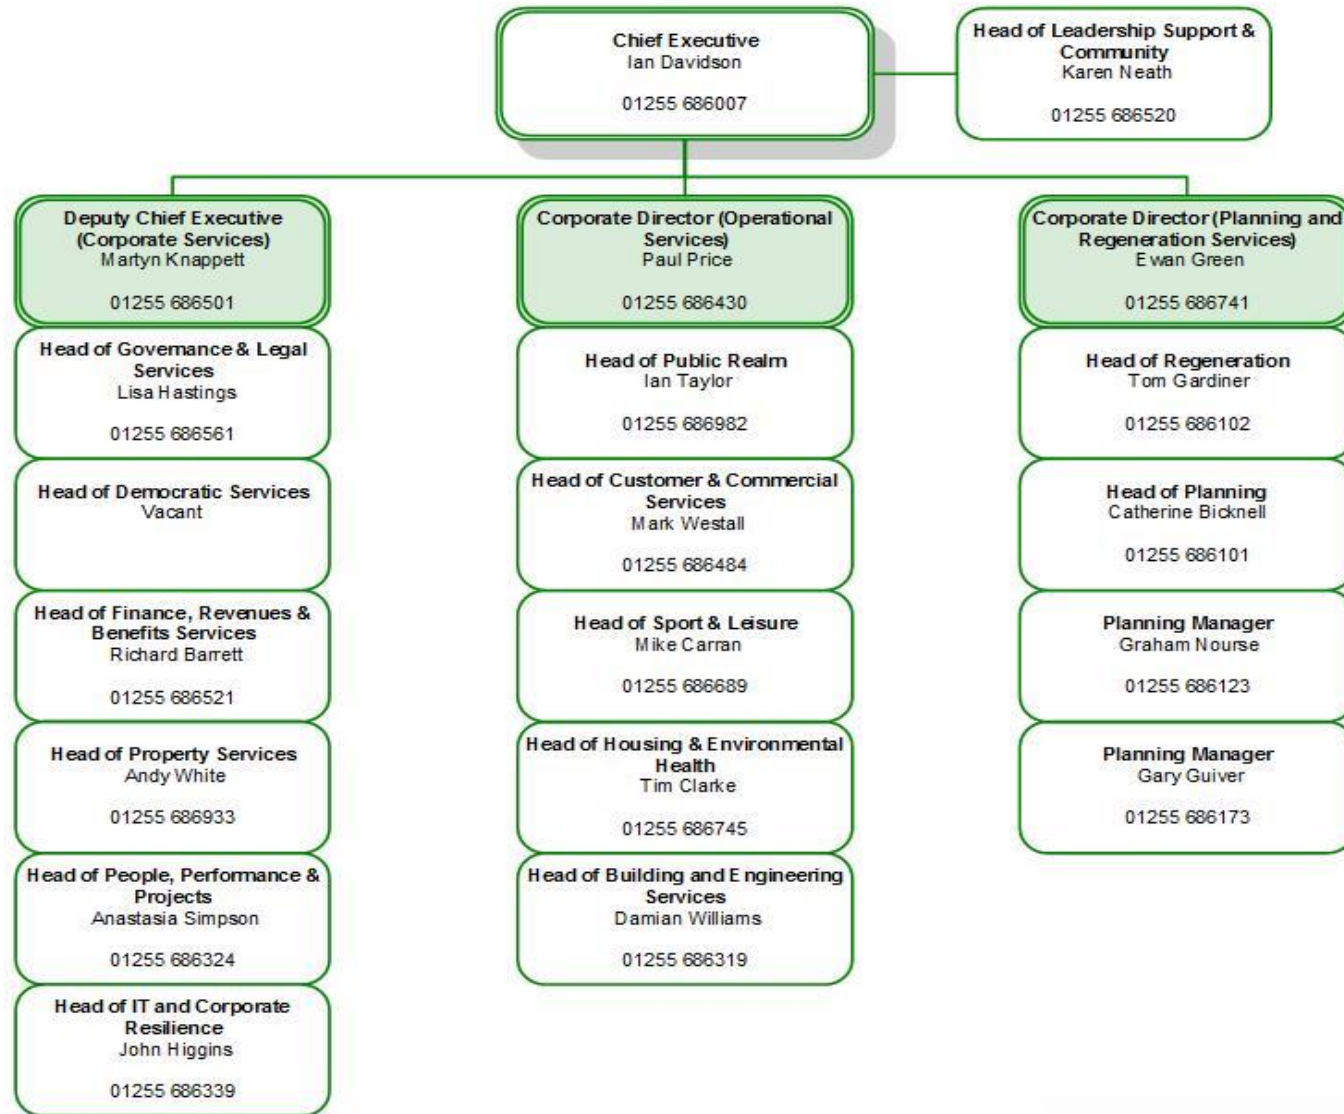 Chief Executive
Ian Davidson
01255 686007
Head of Leadership Support &
Community
Karen Neath
01255 686520
Deputy Chief Executive
(Corporate Services)
Martyn Knappett
01255 686501
Head of Governance & Legal
Services
Lisa Hastings
01255 686561
Head of Democratic Services
Vacant
Head of Finance, Revenues &
Benefits Services
Richard Barrett
01255 686521
Head of Property Services
Andy White
01255 686933
Head of People, Performance &
Projects
Anastasia Simpson
01255 686324
Head of IT and Corporate
Resilience
John Higgins
01255 686339
Corporate Director (Operational
Services)
Paul Price
01255 686430
Head of Public Realm
Ian Taylor
01255 686982
Head of Customer & Commercial
Services
Mark Westall
01255 686484
Head of Sport & Leisure
Mike Carran
01255 686689
Head of Housing & Environmental
Health
Tim Clarke
01255 686745
Head of Building and Engineering
Services
Damian Williams
01255 686319
Corporate Director (Planning and
Regeneration Services)
Ewan Green
01255 686741
Head of Regeneration
Tom Gardiner
01255 686102
Head of Planning
Catherine Bicknell
01255 686101
Planning Manager
Graham Nourse
01255 686123
Planning Manager
Gary Guiver
01255 686173